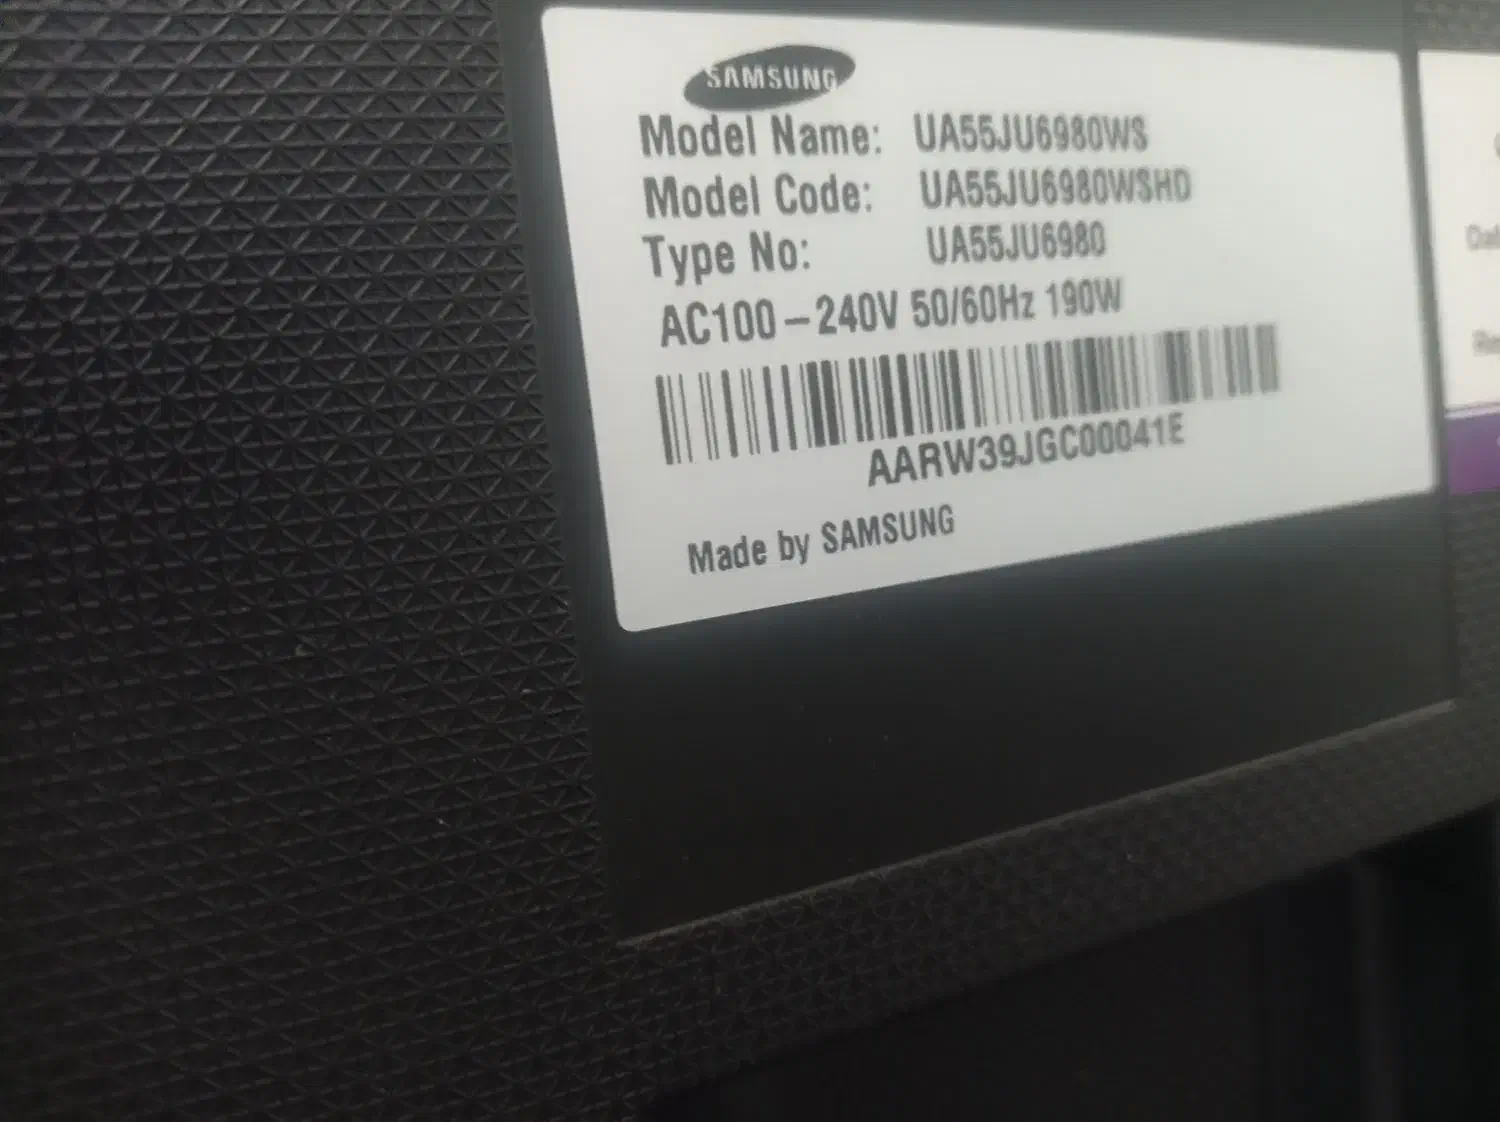 SAMSUNG
Model Name: UA55JU6980WS
Model Code: UA55JU6980WSHD
Type No: UA55JU6980
AC100-240V 50/60Hz 190W
AARW39JGC00041E
Made by SAMSUNG